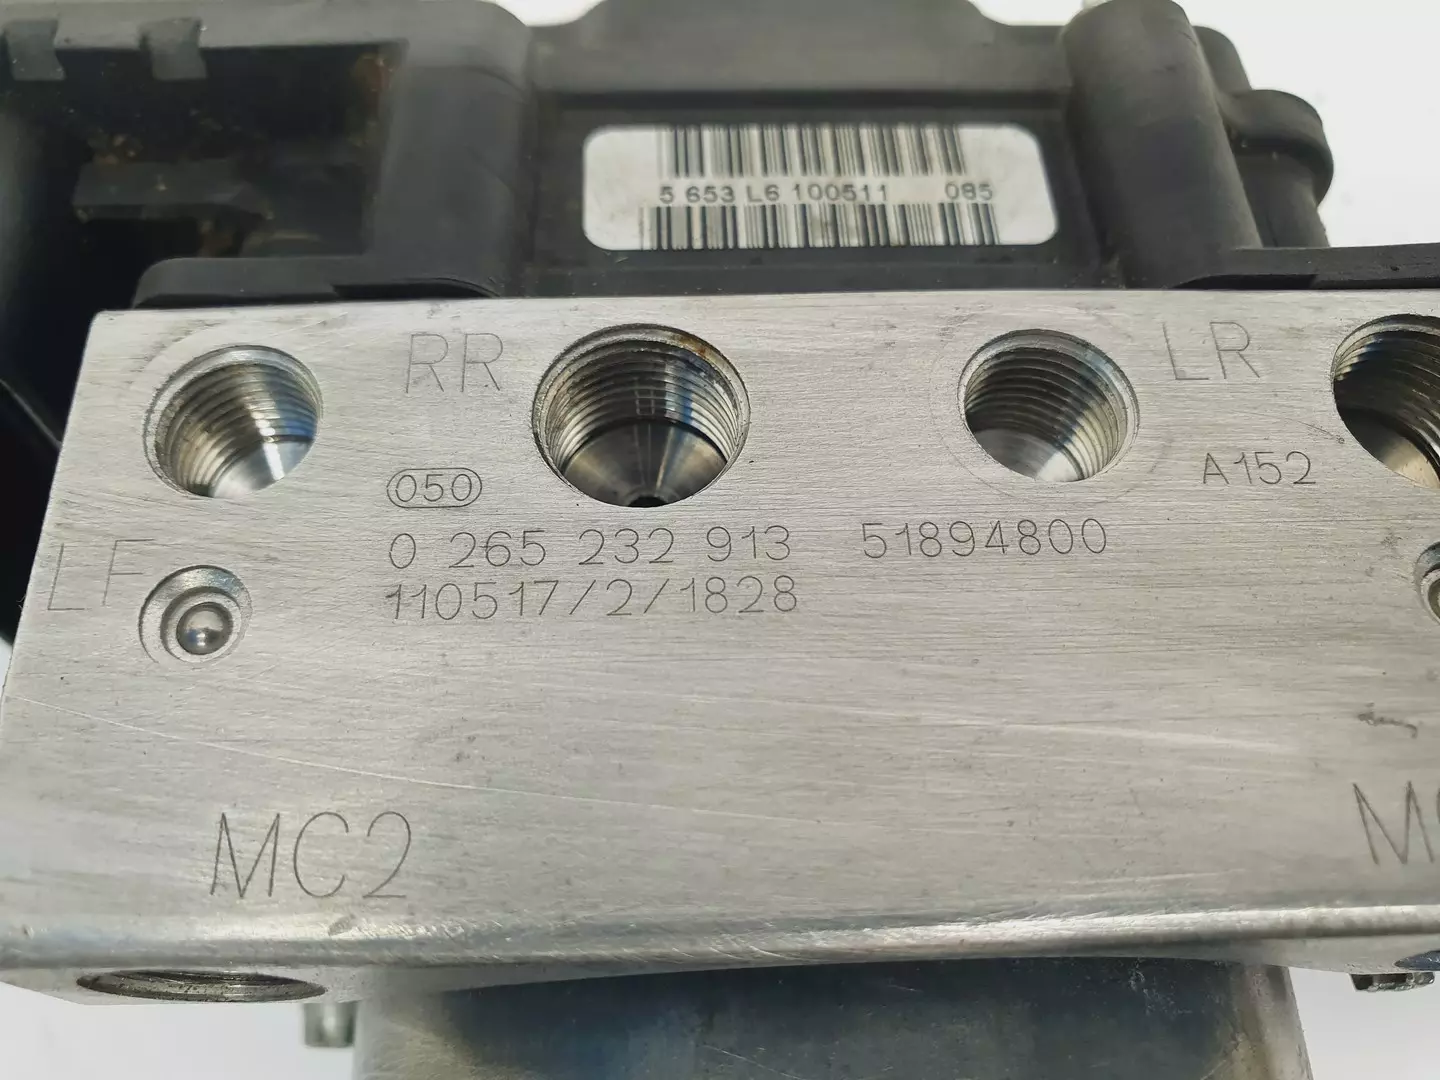 5 653 L6 100511 085
RR LR
050 A152
0 265 232 913 51894800
LF
110517/2/1828
MC2